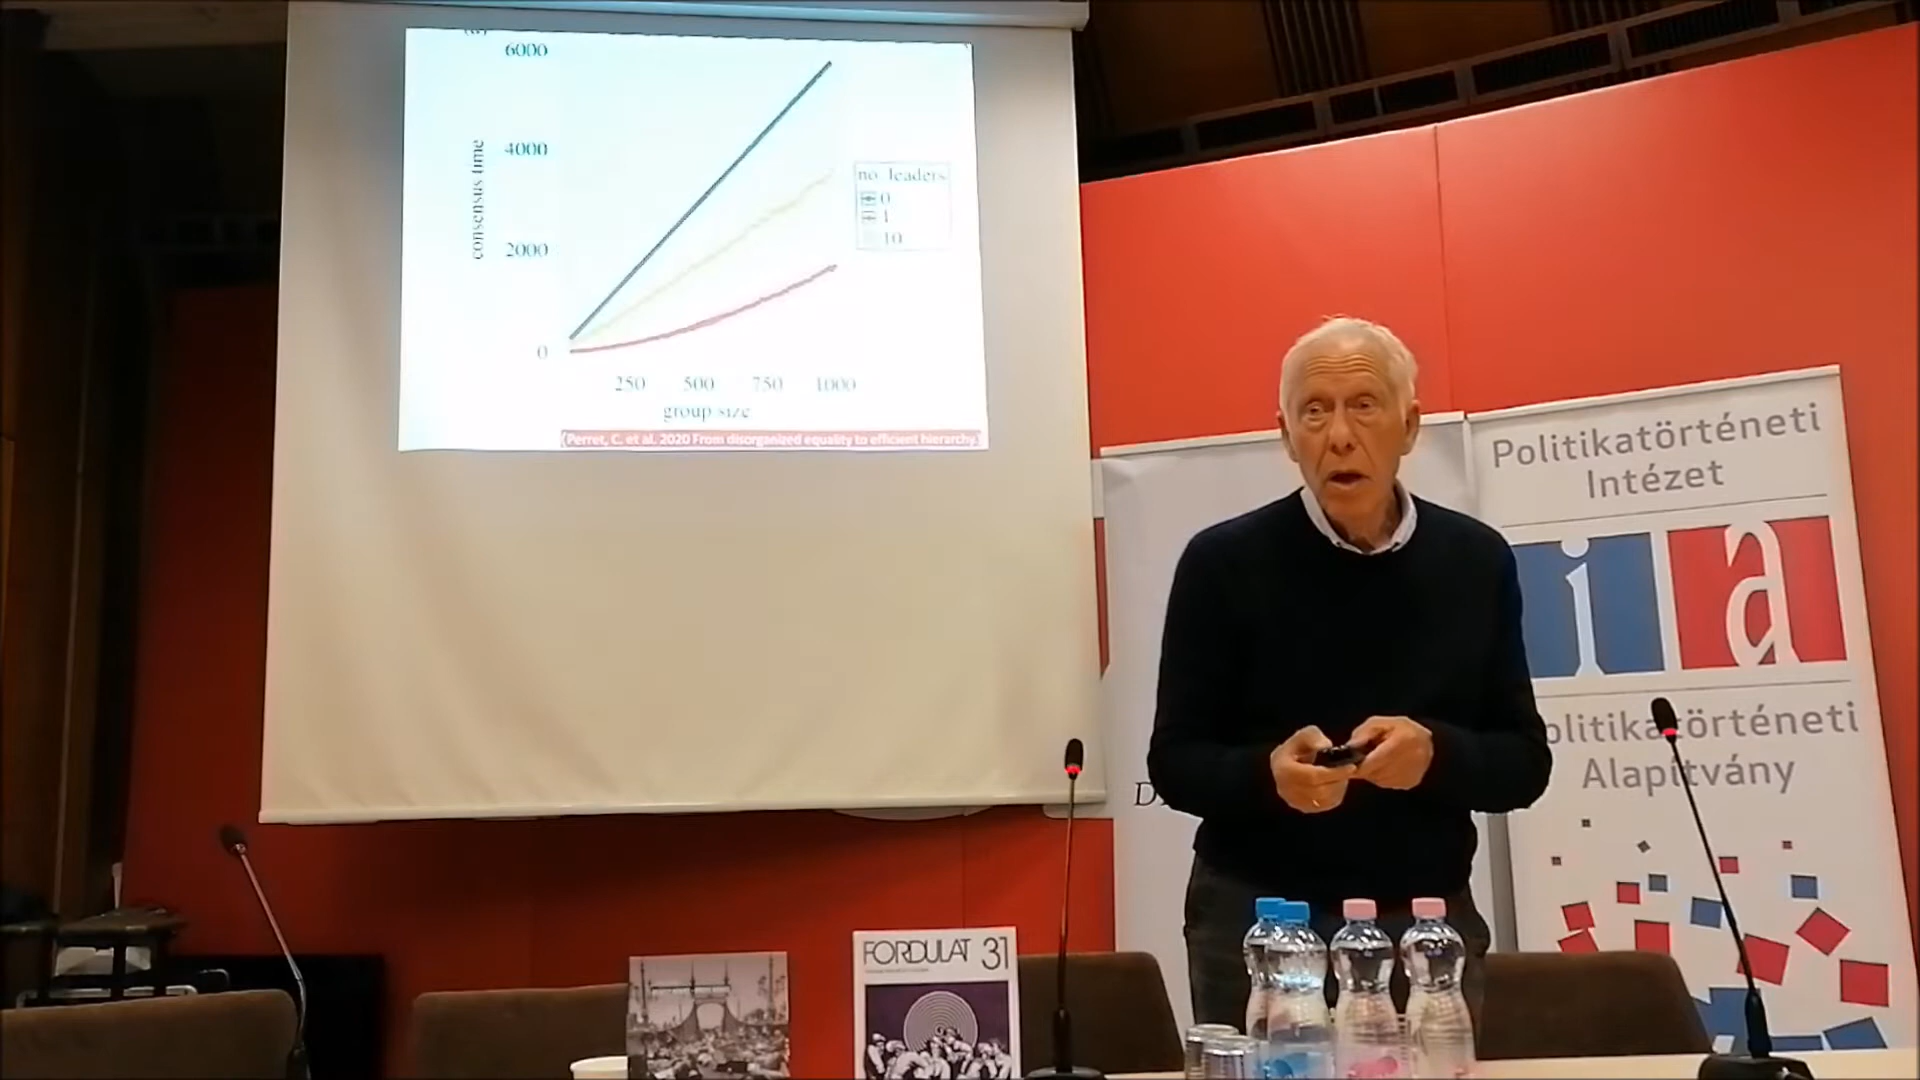 6000
4000
2000
0
consensus time
250 500 750 1000
group size
no. leaders
0
1
10
(Perret, C. et al. 2020 From disorganized equality to efficient hierarchy.)
Politikatörténeti
Intézet
ia
olitikatörténeti
Alapítvány
FORDULAT 31